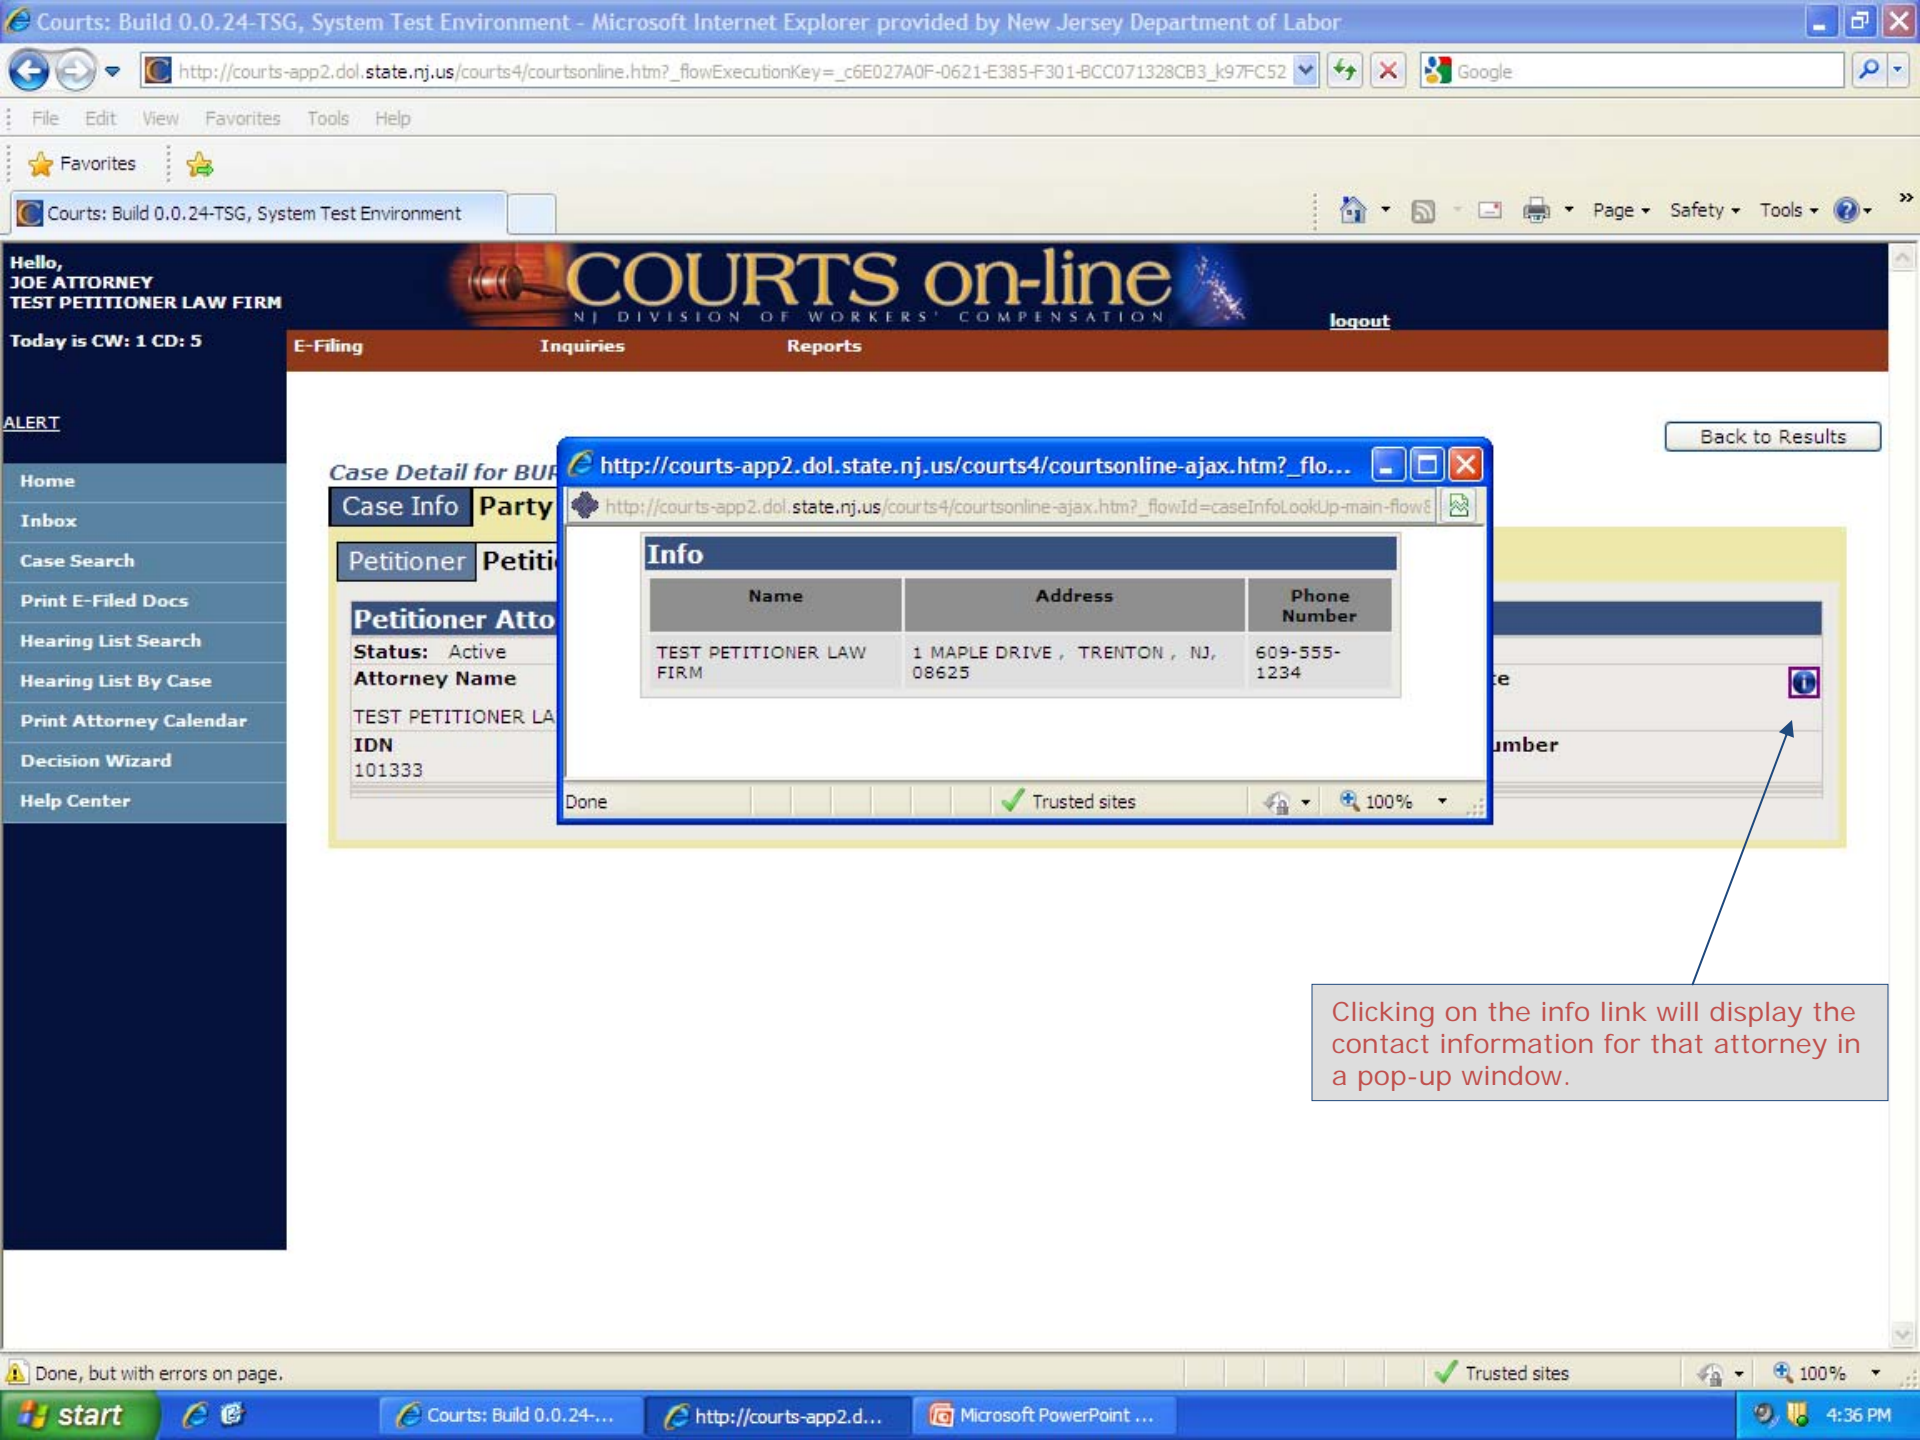 Courts: Build 0.0.24-TSG, System Test Environment - Microsoft Internet Explorer provided by New Jersey Department of Labor
http://courts-app2.dol.state.nj.us/courts4/courtsonline.htm?_flowExecutionKey=_c6E027A0F-0621-E385-F301-BCC071328CB3_k97FC52
Google
File Edit View Favorites Tools Help
Favorites
Courts: Build 0.0.24-TSG, System Test Environment
Page Safety Tools »
Hello,
JOE ATTORNEY
TEST PETITIONER LAW FIRM
Today is CW: 1 CD: 5
COURTS on-line
NJ DIVISION OF WORKERS' COMPENSATION
logout
E-Filing Inquiries Reports
ALERT
Back to Results
Home
Inbox
Case Search
Print E-Filed Docs
Hearing List Search
Hearing List By Case
Print Attorney Calendar
Decision Wizard
Help Center
Case Detail for BUR
Case Info Party
Petitioner Petiti
Petitioner Atto
Status: Active
Attorney Name
TEST PETITIONER LA
IDN
101333
te
umber
http://courts-app2.dol.state.nj.us/courts4/courtsonline-ajax.htm?_flo...
http://courts-app2.dol.state.nj.us/courts4/courtsonline-ajax.htm?_flowId=caseInfoLookUp-main-flow&
Info
Name Address Phone
Number
TEST PETITIONER LAW 1 MAPLE DRIVE , TRENTON , NJ, 609-555-
FIRM 08625 1234
Done Trusted sites 100%
Clicking on the info link will display the
contact information for that attorney in
a pop-up window.
Done, but with errors on page. Trusted sites 100%
start Courts: Build 0.0.24-... http://courts-app2.d... Microsoft PowerPoint ... 4:36 PM